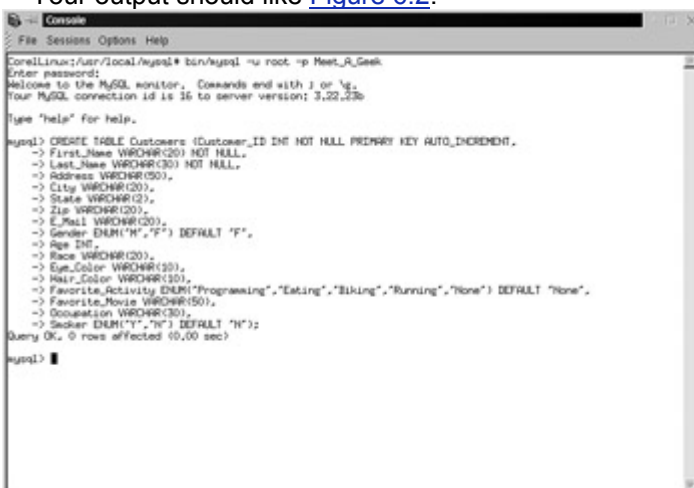 Your output should like Figure 6.2.
Console
File Sessions Options Help
CorelLinux:/usr/local/mysql# bin/mysql -u root -p Meet_A_Geek
Enter password:
Welcome to the MySQL monitor. Commands end with ; or \g.
Your MySQL connection id is 16 to server version: 3.22.23b
Type "help" for help.
mysql> CREATE TABLE Customers (Customer_ID INT NOT NULL PRIMARY KEY AUTO_INCREMENT,
-> First_Name VARCHAR(20) NOT NULL,
-> Last_Name VARCHAR(30) NOT NULL,
-> Address VARCHAR(50),
-> City VARCHAR(20),
-> State VARCHAR(2),
-> Zip VARCHAR(20),
-> E_Mail VARCHAR(20),
-> Gender ENUM("M","F") DEFAULT "F",
-> Age INT,
-> Race VARCHAR(20),
-> Eye_Color VARCHAR(10),
-> Hair_Color VARCHAR(10),
-> Favorite_Activity ENUM("Programming","Eating","Biking","Running","None") DEFAULT "None",
-> Favorite_Movie VARCHAR(50),
-> Occupation VARCHAR(30),
-> Smoker ENUM("Y","N") DEFAULT "N");
Query OK, 0 rows affected (0.00 sec)
mysql>